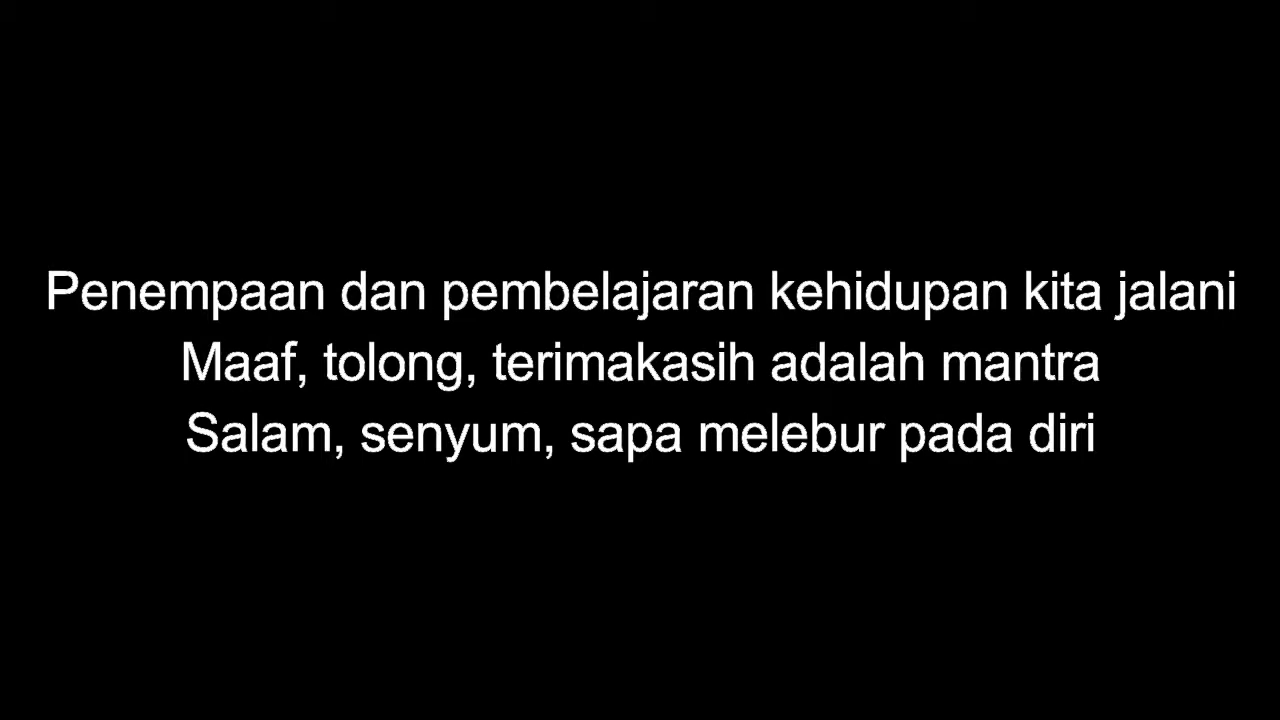 Penempaan dan pembelajaran kehidupan kita jalani
Maaf, tolong, terimakasih adalah mantra
Salam, senyum, sapa melebur pada diri